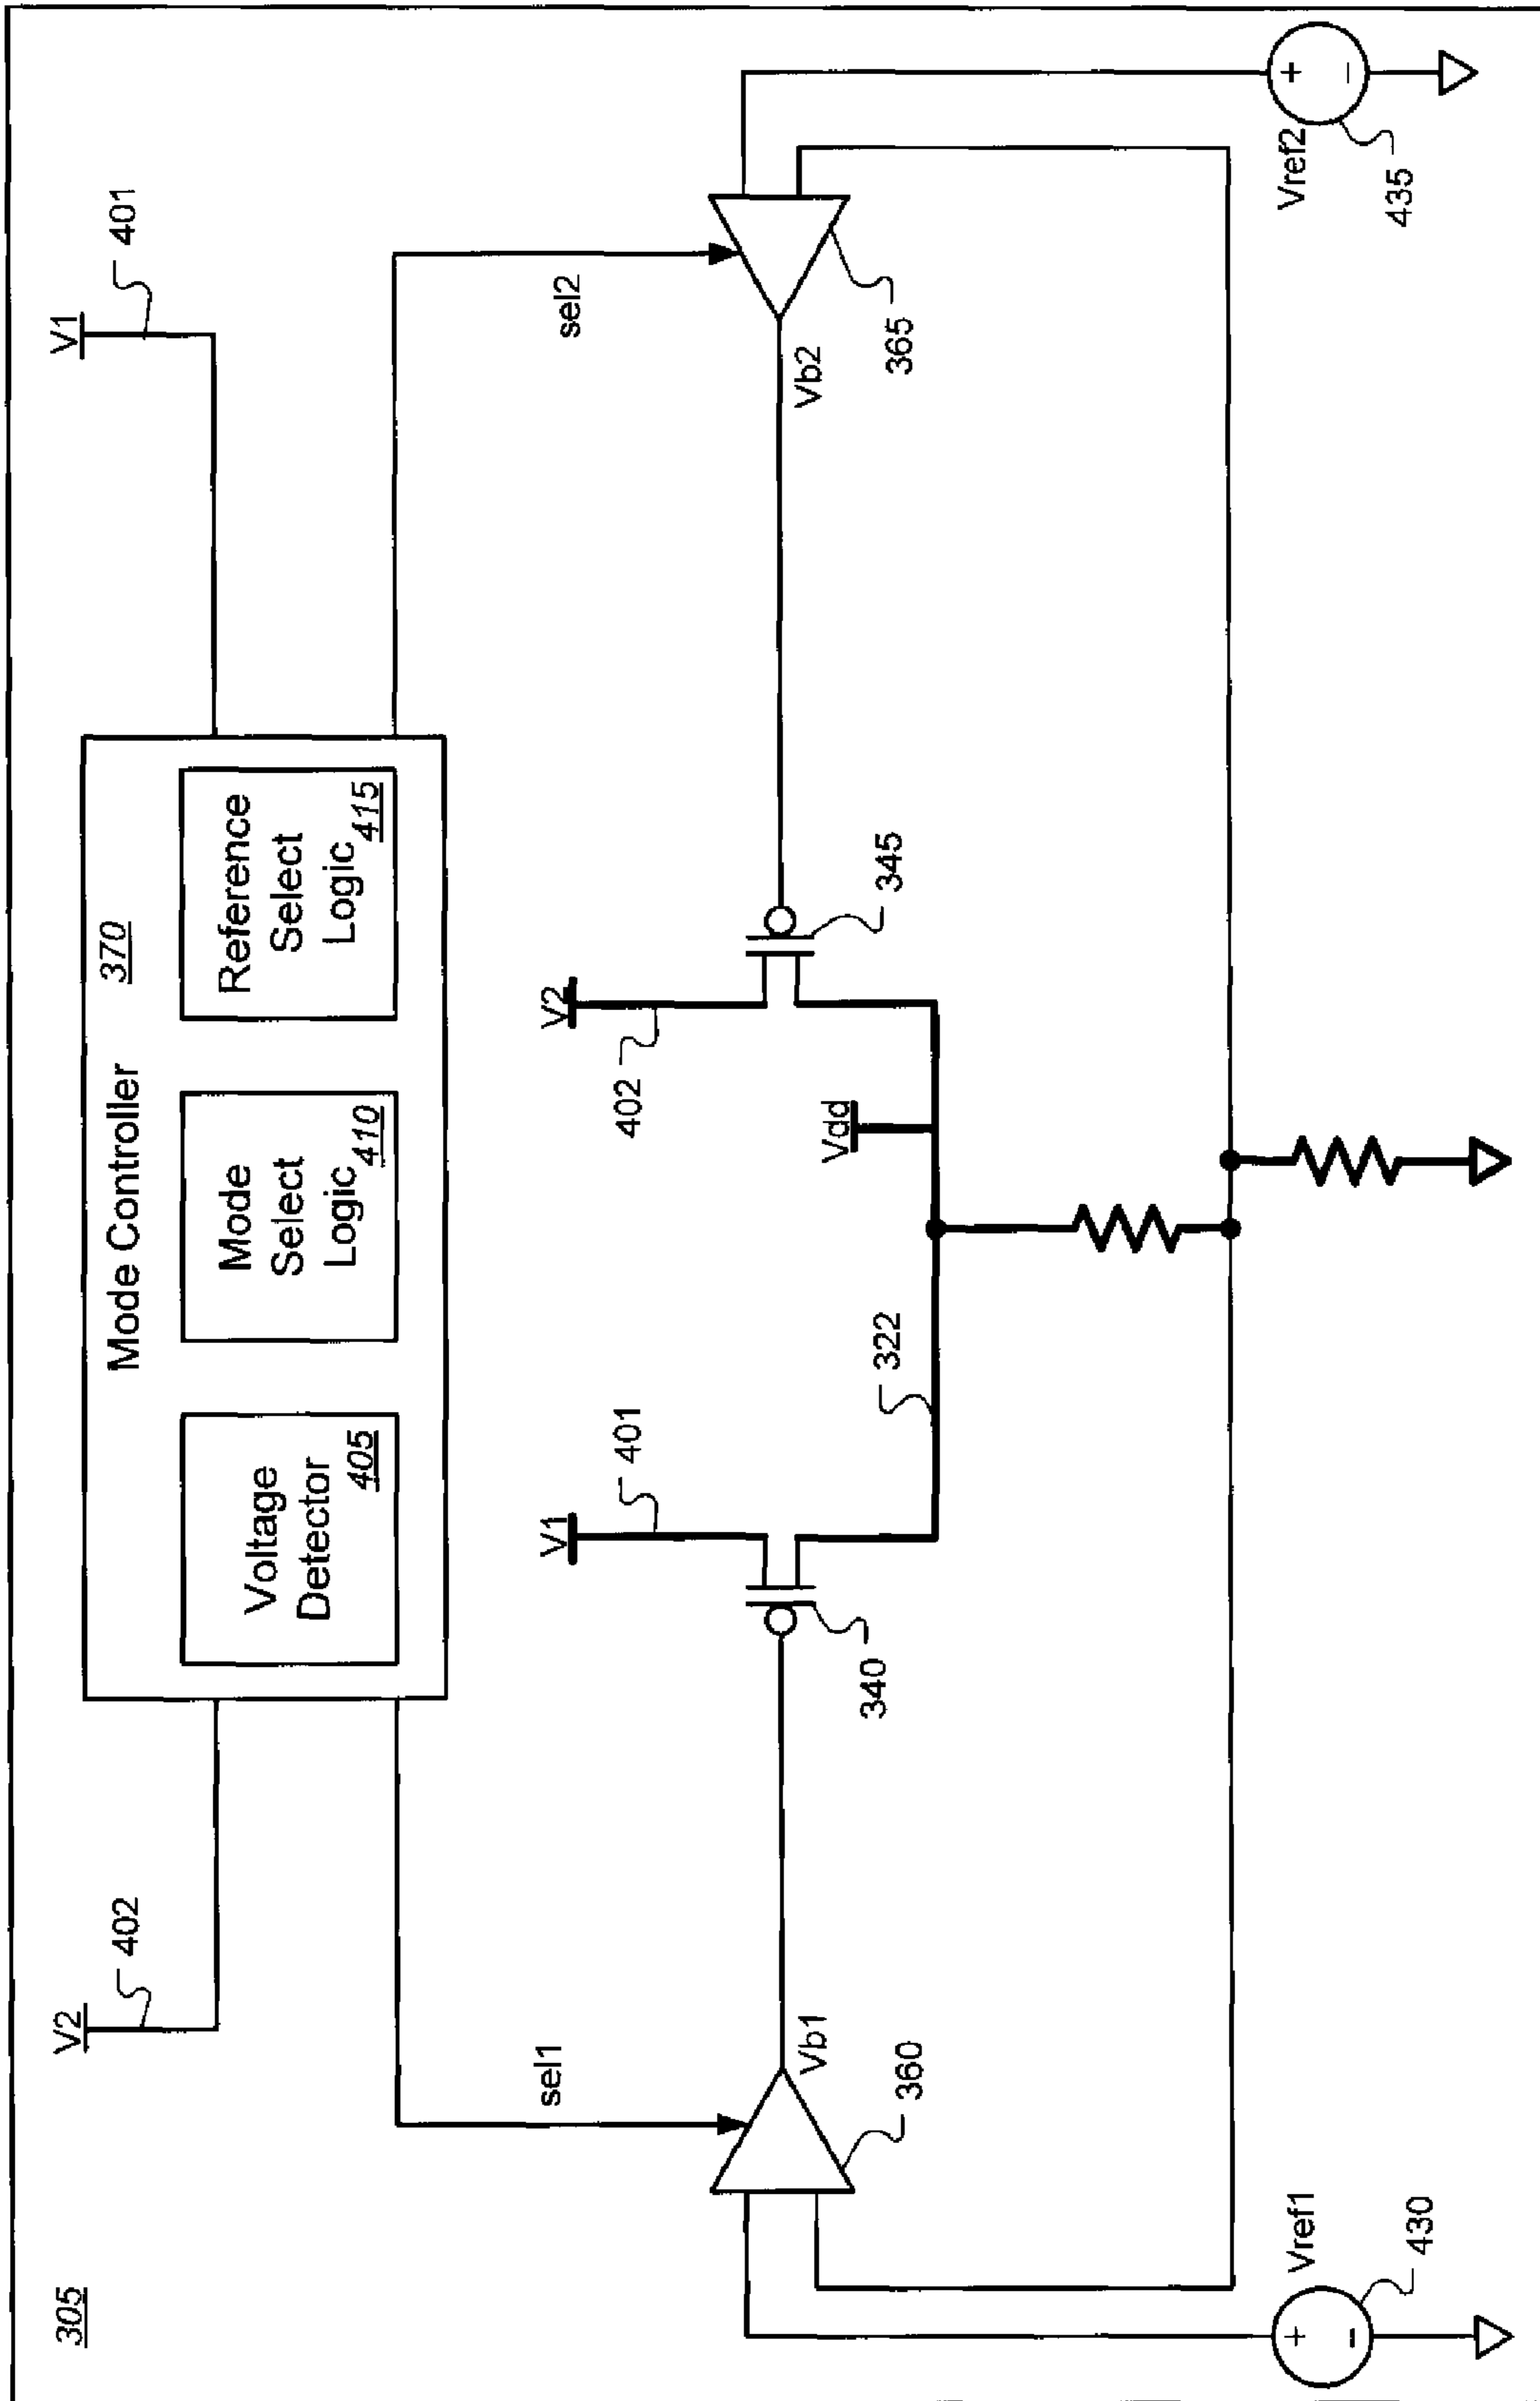 305
V2
402
V1
401
Mode Controller
370
Voltage
Detector
405
Mode
Select
Logic
410
Reference
Select
Logic
415
sel1
sel2
V1
401
V2
402
Vb1
Vb2
360
340
322
Vdd
345
365
Vref1
430
Vref2
435
+
−
+
−